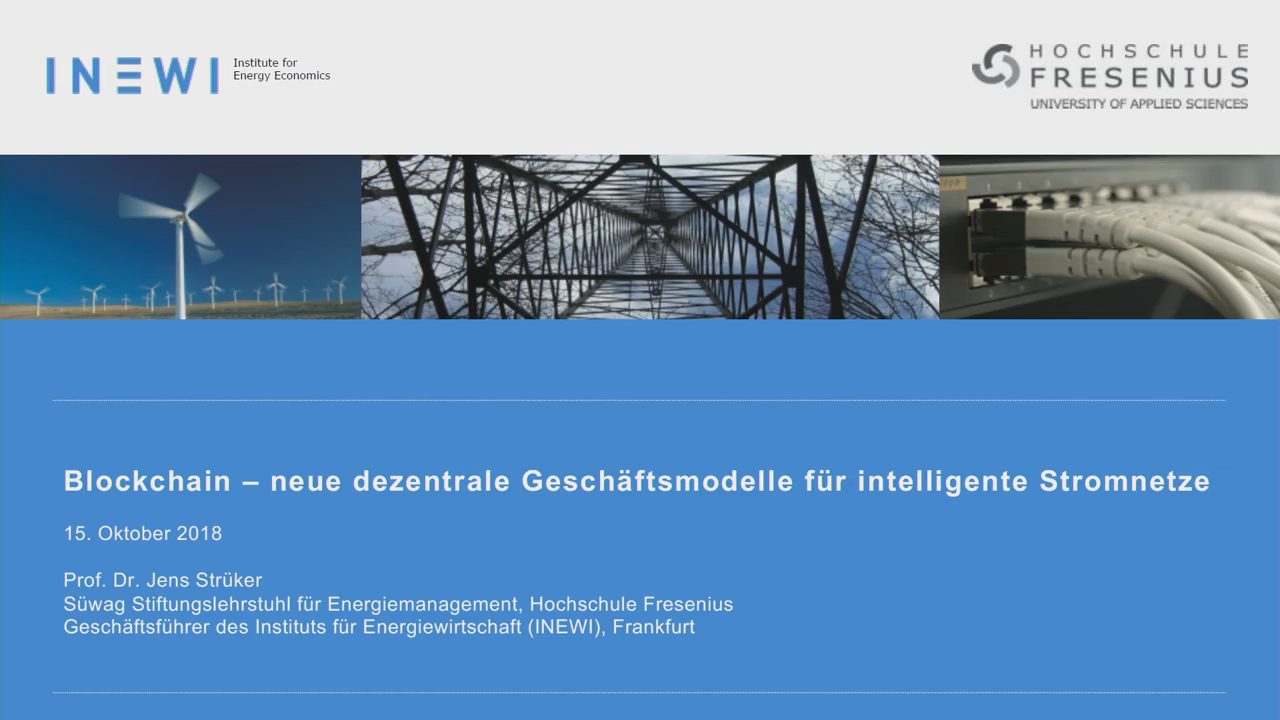 INEWI
Institute for
Energy Economics
HOCHSCHULE
FRESENIUS
UNIVERSITY OF APPLIED SCIENCES
Blockchain – neue dezentrale Geschäftsmodelle für intelligente Stromnetze
15. Oktober 2018
Prof. Dr. Jens Strüker
Süwag Stiftungslehrstuhl für Energiemanagement, Hochschule Fresenius
Geschäftsführer des Instituts für Energiewirtschaft (INEWI), Frankfurt